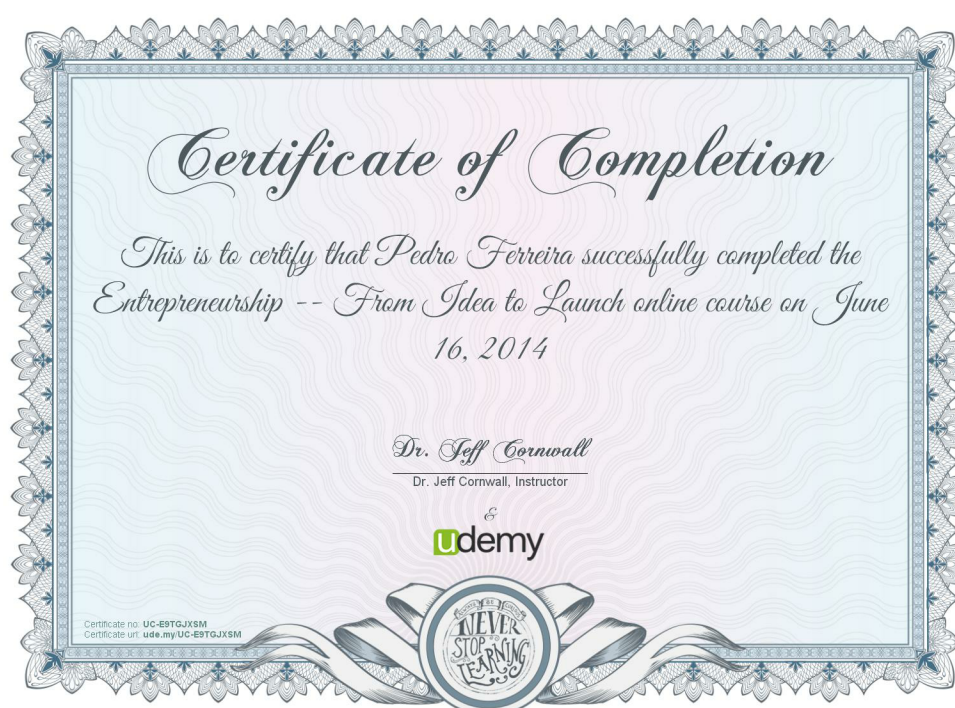 Certificate of Completion
This is to certify that Pedro Ferreira successfully completed the
Entrepreneurship -- From Idea to Launch online course on June
16, 2014
Dr. Jeff Cornwall
Dr. Jeff Cornwall, Instructor
&
udemy
Certificate no: UC-E9TGJXSM
Certificate url: ude.my/UC-E9TGJXSM
NEVER
STOP
LEARNING